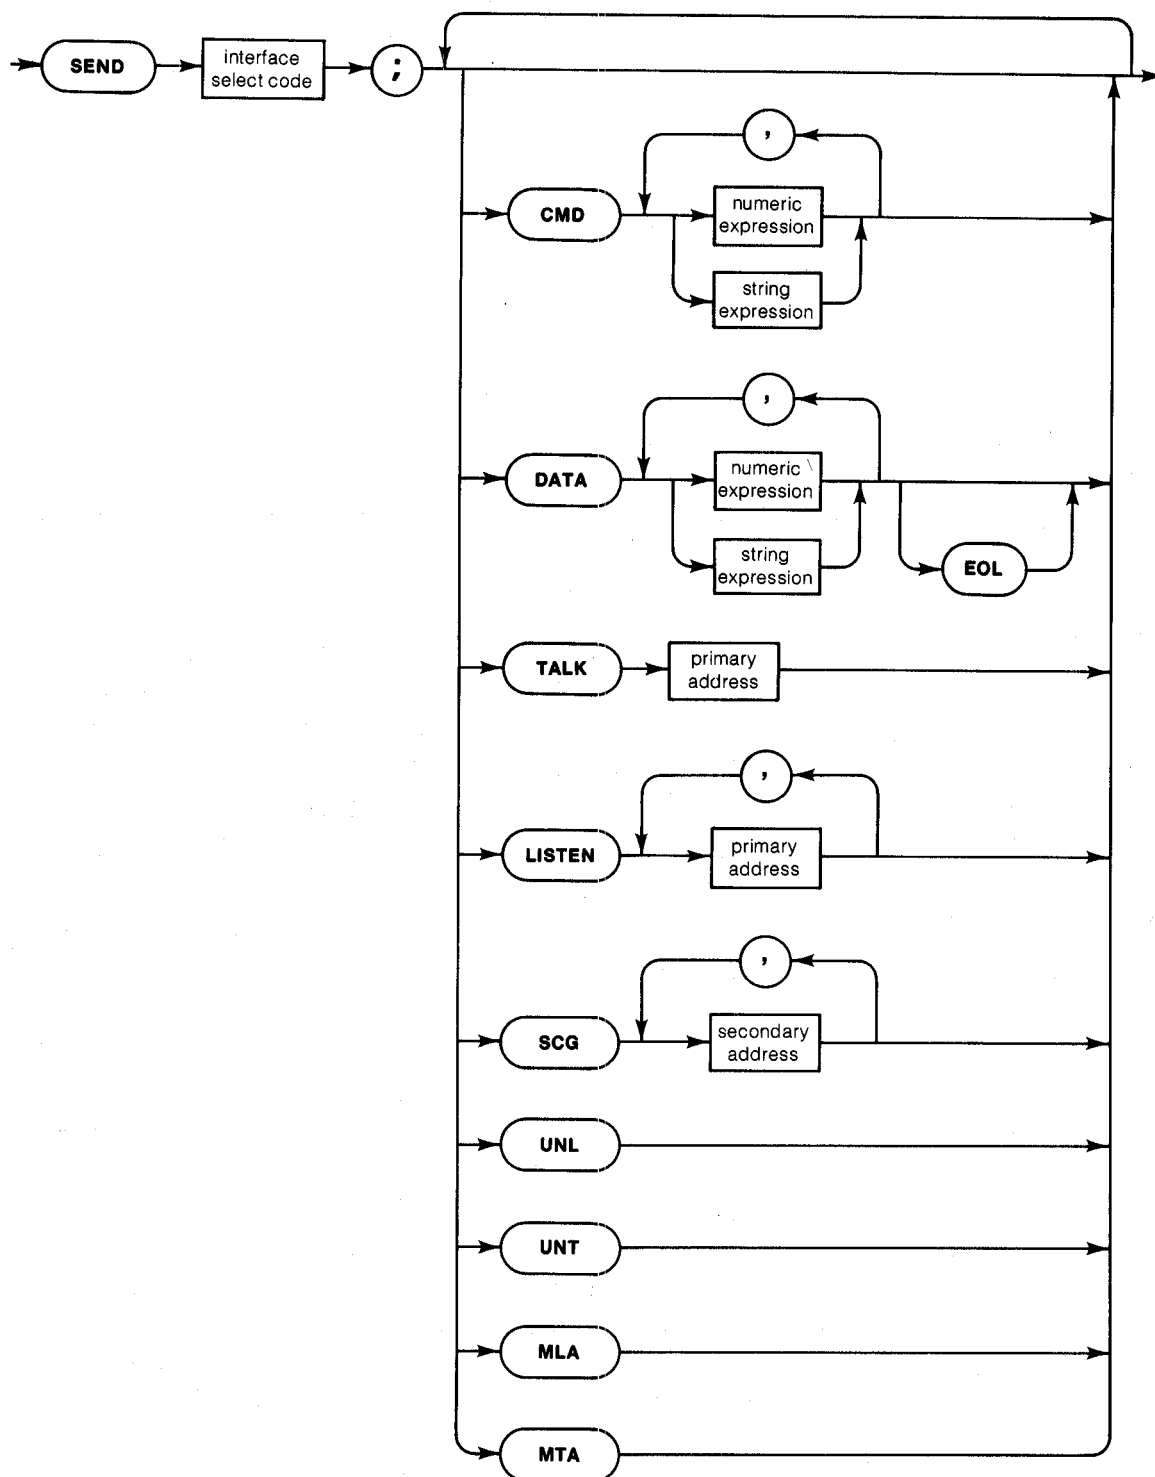 SEND
interface
select code
;
,
CMD
numeric
expression
string
expression
,
DATA
numeric
expression
string
expression
EOL
TALK
primary
address
,
LISTEN
primary
address
,
SCG
secondary
address
UNL
UNT
MLA
MTA